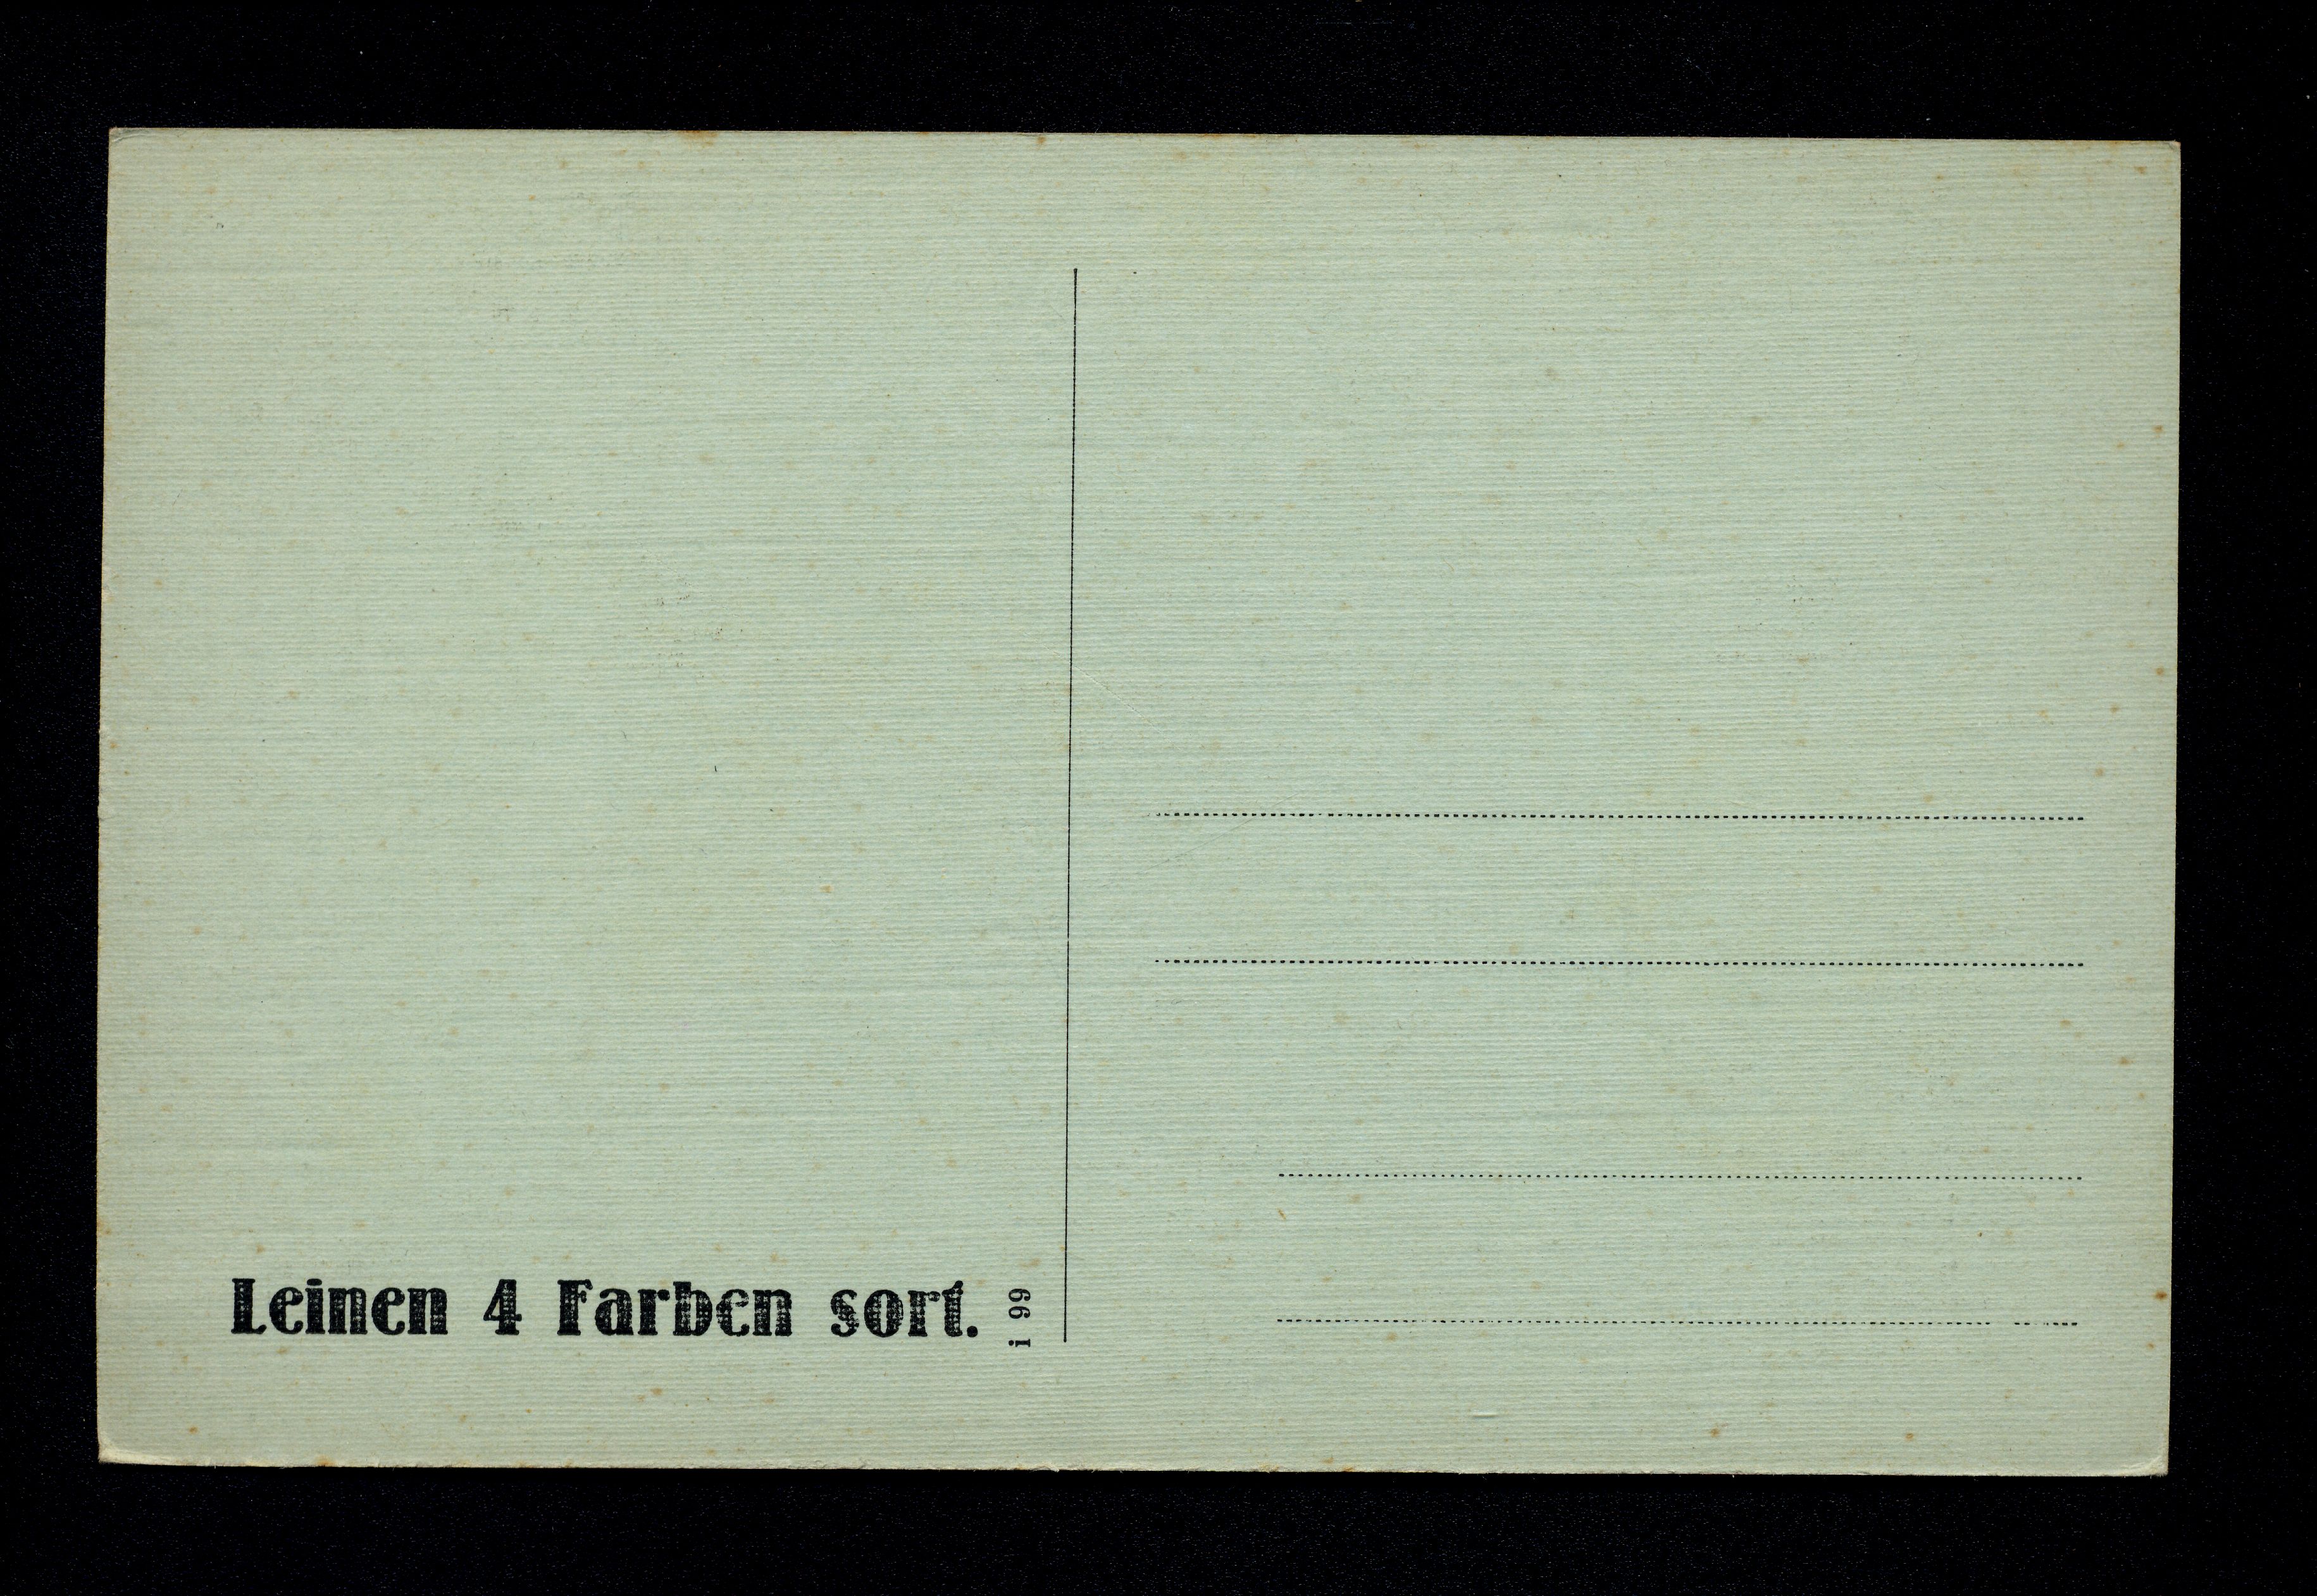 Leinen 4 Farben sort.
i 99